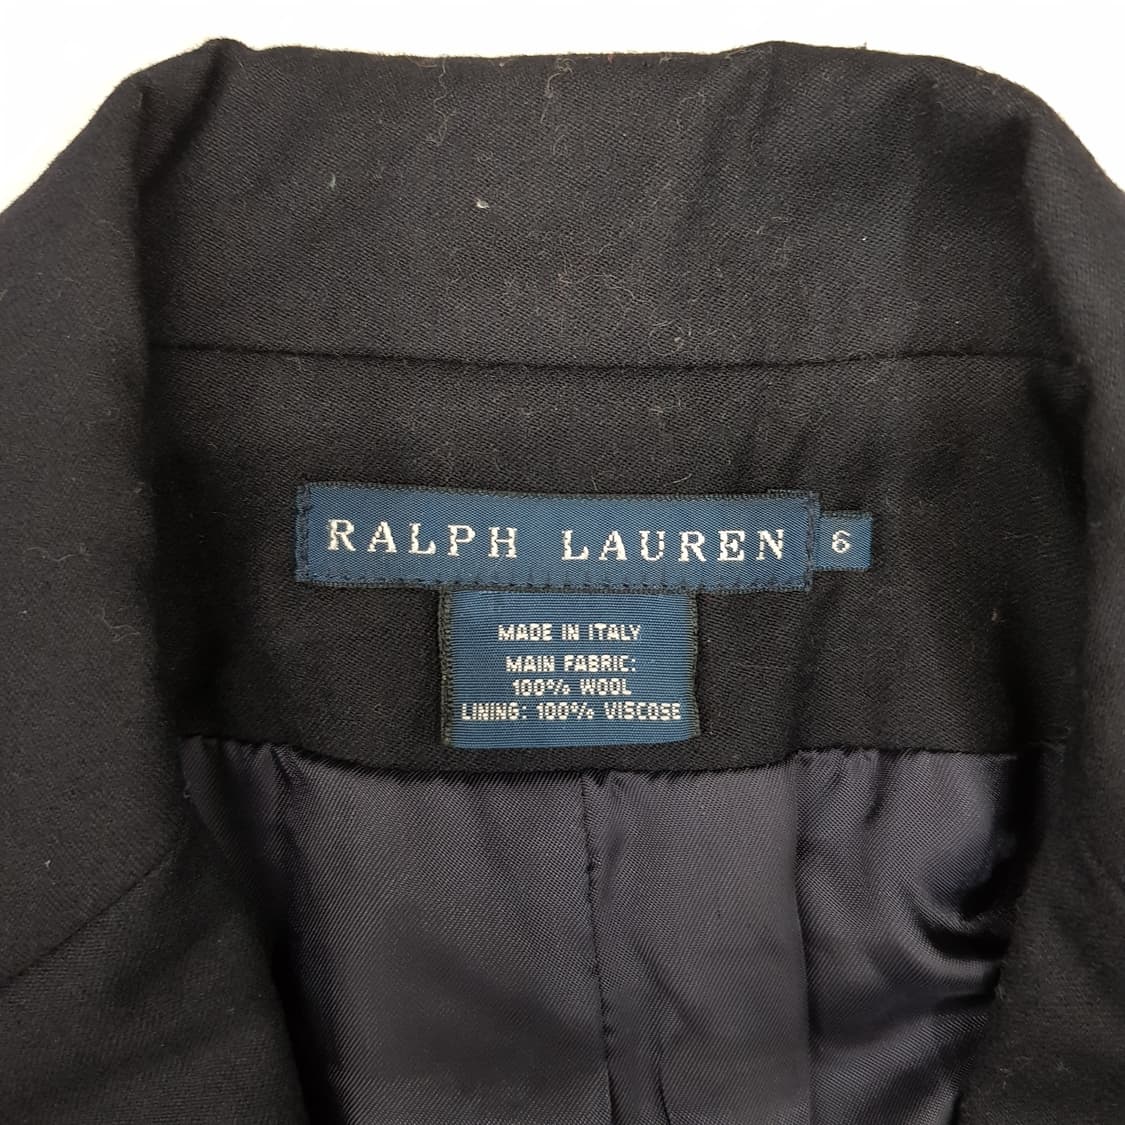 RALPH LAUREN
6
MADE IN ITALY
MAIN FABRIC:
100% WOOL
LINING: 100% VISCOSE